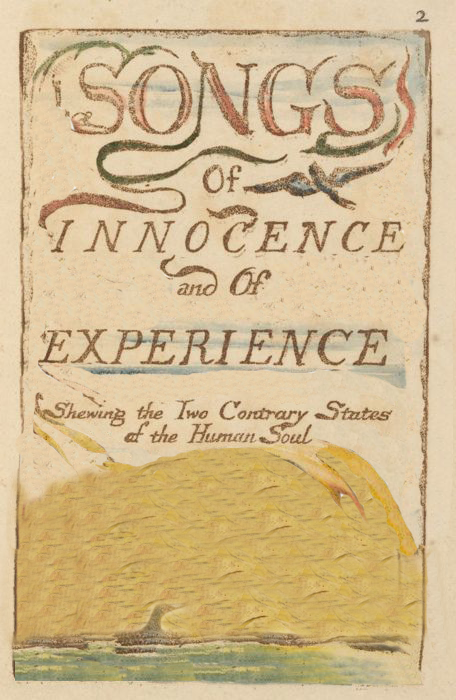 2
SONGS
Of
INNOCENCE
and Of
EXPERIENCE
Shewing the Two Contrary States
of the Human Soul